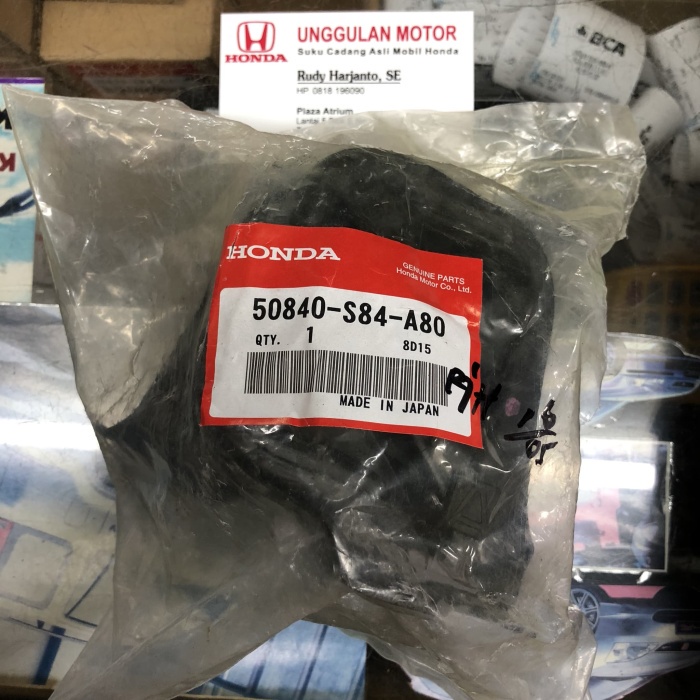 UNGGULAN MOTOR
Suku Cadang Asli Mobil Honda
HONDA
Rudy Harjanto, SE
HP. 0818 196090
Plaza Atrium
BCA
HONDA
GENUINE PARTS
Honda Motor Co., Ltd.
50840-S84-A80
QTY. 1 8D15
MADE IN JAPAN